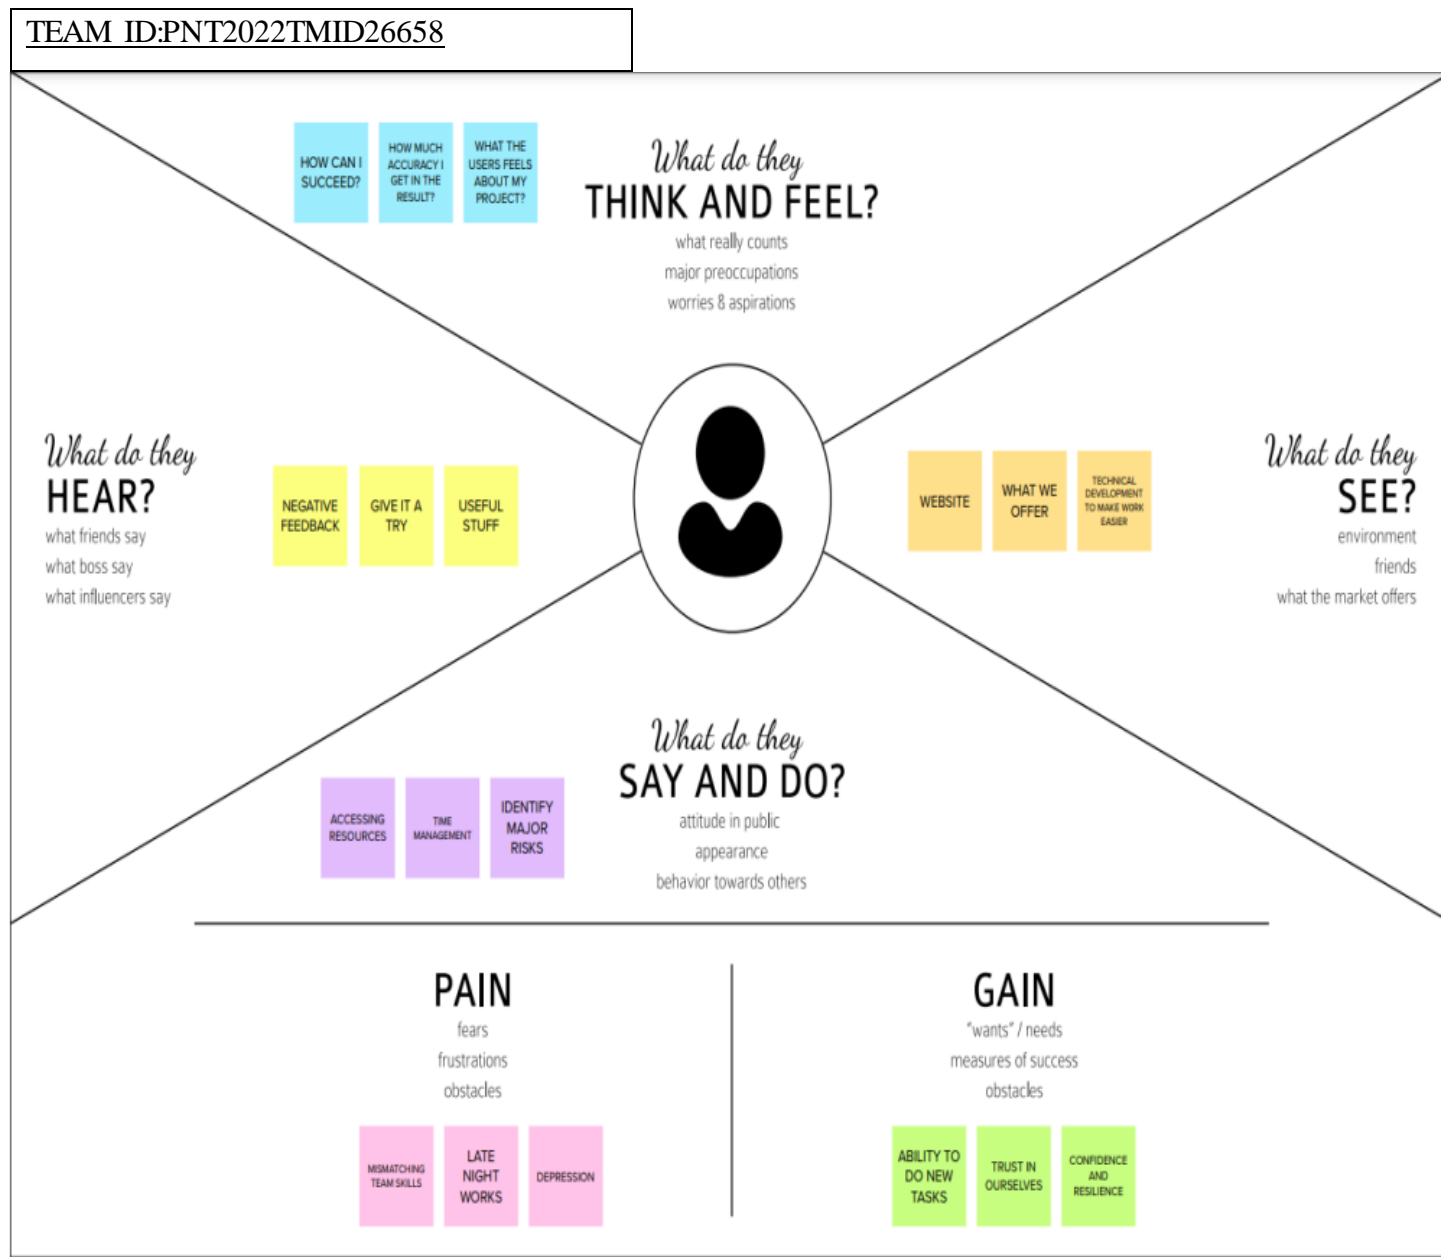 TEAM ID:PNT2022TMID26658
HOW CAN I
SUCCEED?
HOW MUCH
ACCURACY I
GET IN THE
RESULT?
WHAT THE
USERS FEELS
ABOUT MY
PROJECT?
What do they
THINK AND FEEL?
what really counts
major preoccupations
worries & aspirations
What do they
HEAR?
what friends say
what boss say
what influencers say
NEGATIVE
FEEDBACK
GIVE IT A
TRY
USEFUL
STUFF
WEBSITE
WHAT WE
OFFER
TECHNICAL
DEVELOPMENT
TO MAKE WORK
EASIER
What do they
SEE?
environment
friends
what the market offers
What do they
SAY AND DO?
attitude in public
appearance
behavior towards others
ACCESSING
RESOURCES
TIME
MANAGEMENT
IDENTIFY
MAJOR
RISKS
PAIN
fears
frustrations
obstacles
MISMATCHING
TEAM SKILLS
LATE
NIGHT
WORKS
DEPRESSION
GAIN
"wants" / needs
measures of success
obstacles
ABILITY TO
DO NEW
TASKS
TRUST IN
OURSELVES
CONFIDENCE
AND
RESILIENCE